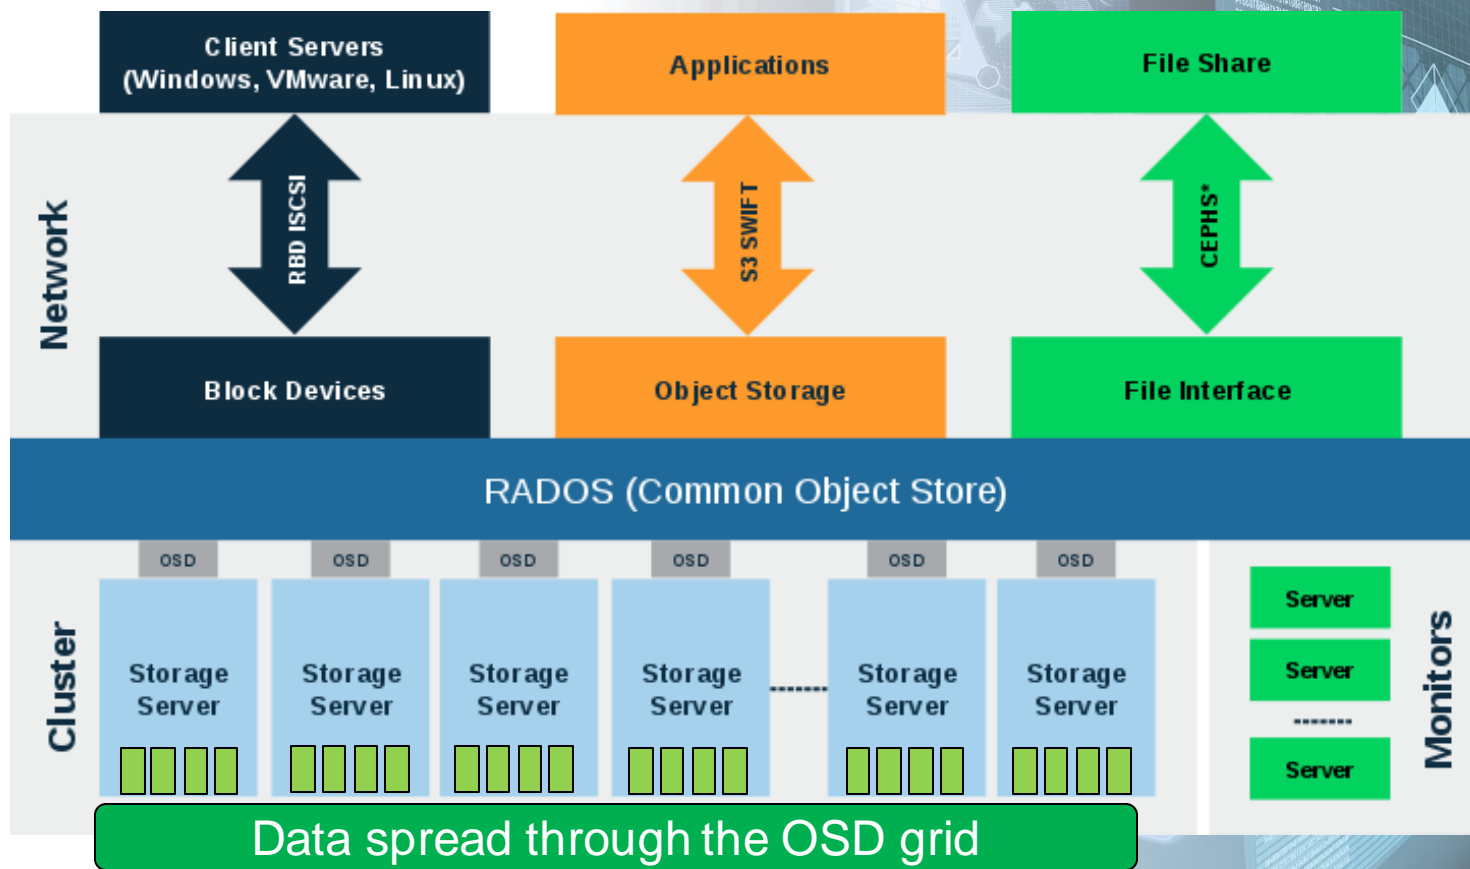 Client Servers
(Windows, VMware, Linux)
Applications
File Share
Network
RBD ISCSI
S3 SWIFT
CEPHS*
Block Devices
Object Storage
File Interface
RADOS (Common Object Store)
OSD
OSD
OSD
OSD
OSD
OSD
Cluster
Storage
Server
Storage
Server
Storage
Server
Storage
Server
Storage
Server
Storage
Server
Server
Server
Server
Monitors
Data spread through the OSD grid